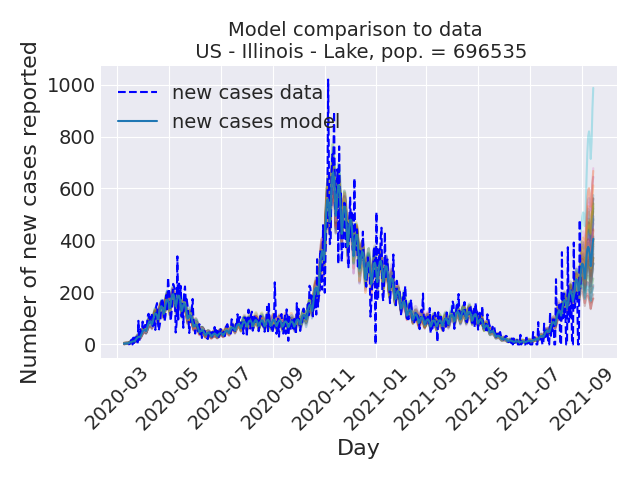 Model comparison to data
US - Illinois - Lake, pop. = 696535
Number of new cases reported
1000
800
600
400
200
0
new cases data
new cases model
2020-03
2020-05
2020-07
2020-09
2020-11
2021-01
2021-03
2021-05
2021-07
2021-09
Day